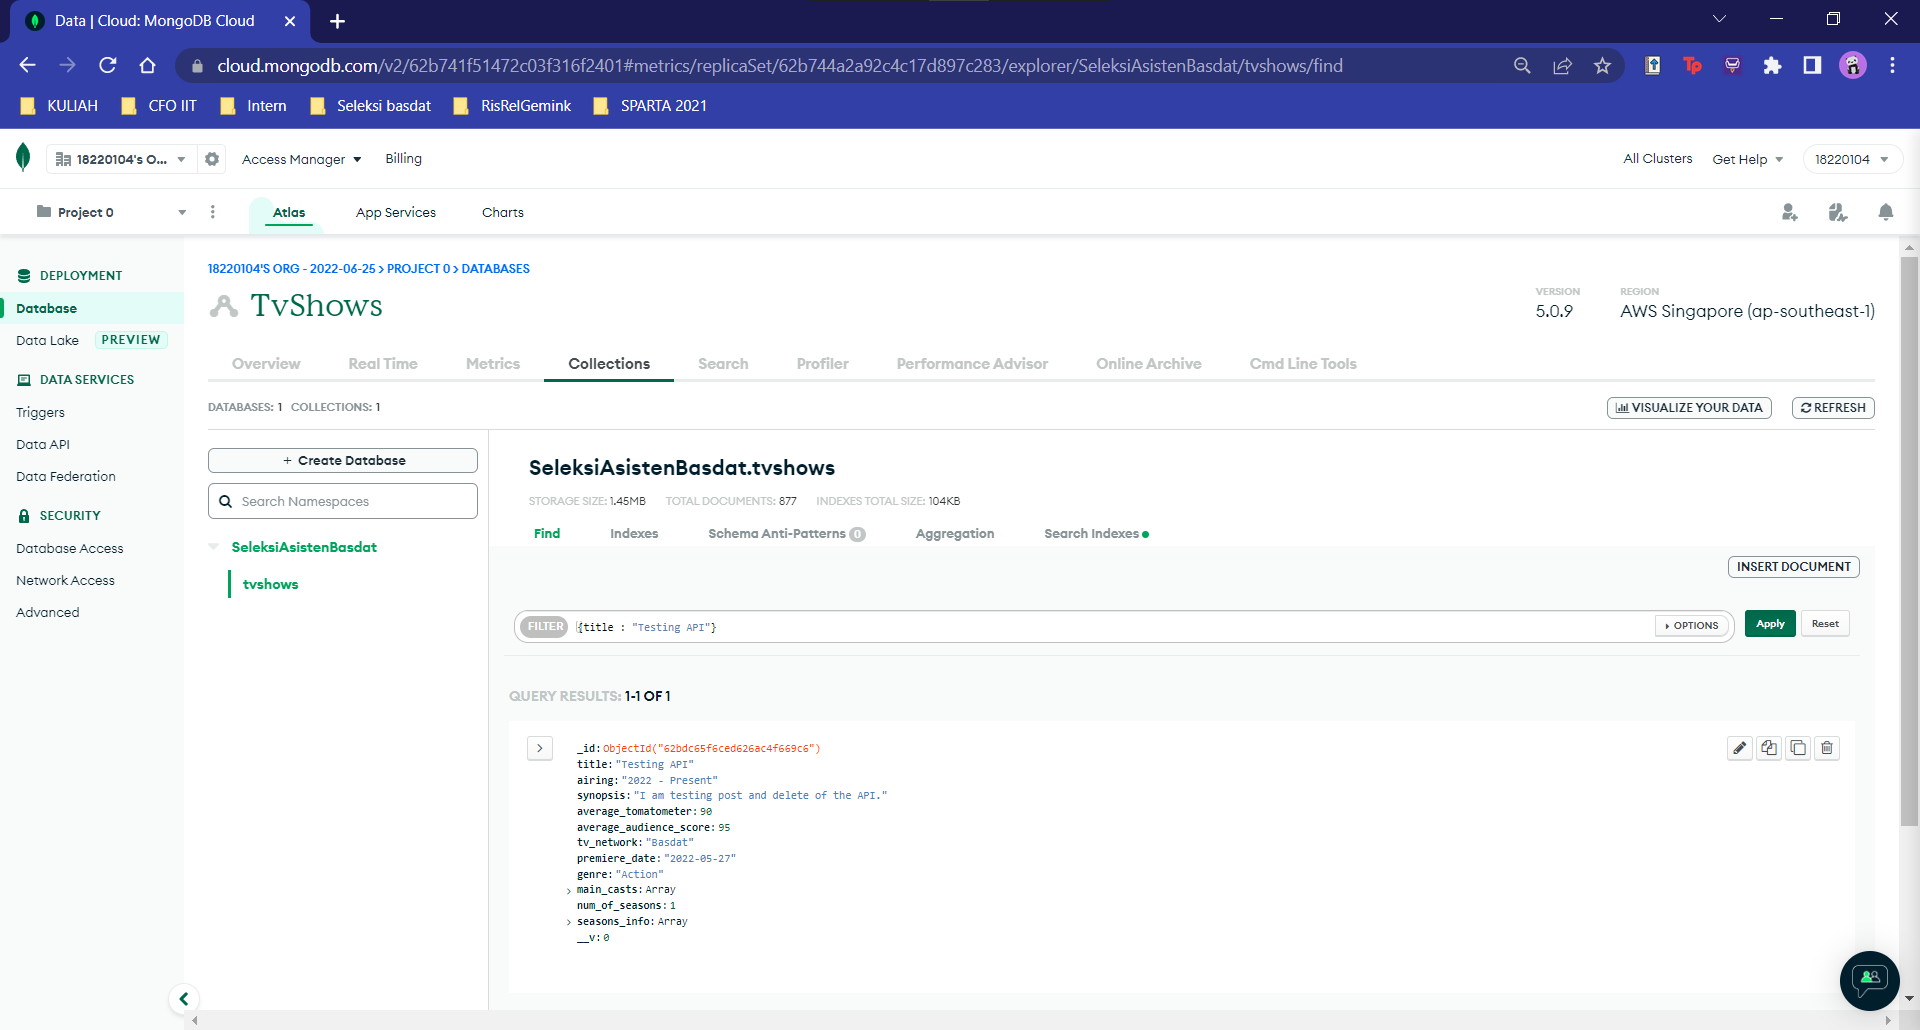 Data | Cloud: MongoDB Cloud
cloud.mongodb.com/v2/62b741f51472c03f316f2401#metrics/replicaSet/62b744a2a92c4c17d897c283/explorer/SeleksiAsistenBasdat/tvshows/find
Tp
KULIAH CFO IIT Intern Seleksi basdat RisRelGemink SPARTA 2021
18220104's O... Access Manager Billing All Clusters Get Help 18220104
Project 0 Atlas App Services Charts
DEPLOYMENT
Database
Data Lake PREVIEW
DATA SERVICES
Triggers
Data API
Data Federation
SECURITY
Database Access
Network Access
Advanced
18220104'S ORG - 2022-06-25 > PROJECT 0 > DATABASES
TvShows
VERSION
5.0.9
REGION
AWS Singapore (ap-southeast-1)
Overview Real Time Metrics Collections Search Profiler Performance Advisor Online Archive Cmd Line Tools
DATABASES: 1 COLLECTIONS: 1
VISUALIZE YOUR DATA REFRESH
+ Create Database
Search Namespaces
SeleksiAsistenBasdat
tvshows
SeleksiAsistenBasdat.tvshows
STORAGE SIZE: 1.45MB TOTAL DOCUMENTS: 877 INDEXES TOTAL SIZE: 104KB
Find Indexes Schema Anti-Patterns 0 Aggregation Search Indexes
INSERT DOCUMENT
FILTER {title : "Testing API"} OPTIONS Apply Reset
QUERY RESULTS: 1-1 OF 1
_id: ObjectId("62bdc65f6ced626ac4f669c6")
title: "Testing API"
airing: "2022 - Present"
synopsis: "I am testing post and delete of the API."
average_tomatometer: 90
average_audience_score: 95
tv_network: "Basdat"
premiere_date: "2022-05-27"
genre: "Action"
main_casts: Array
num_of_seasons: 1
seasons_info: Array
__v: 0